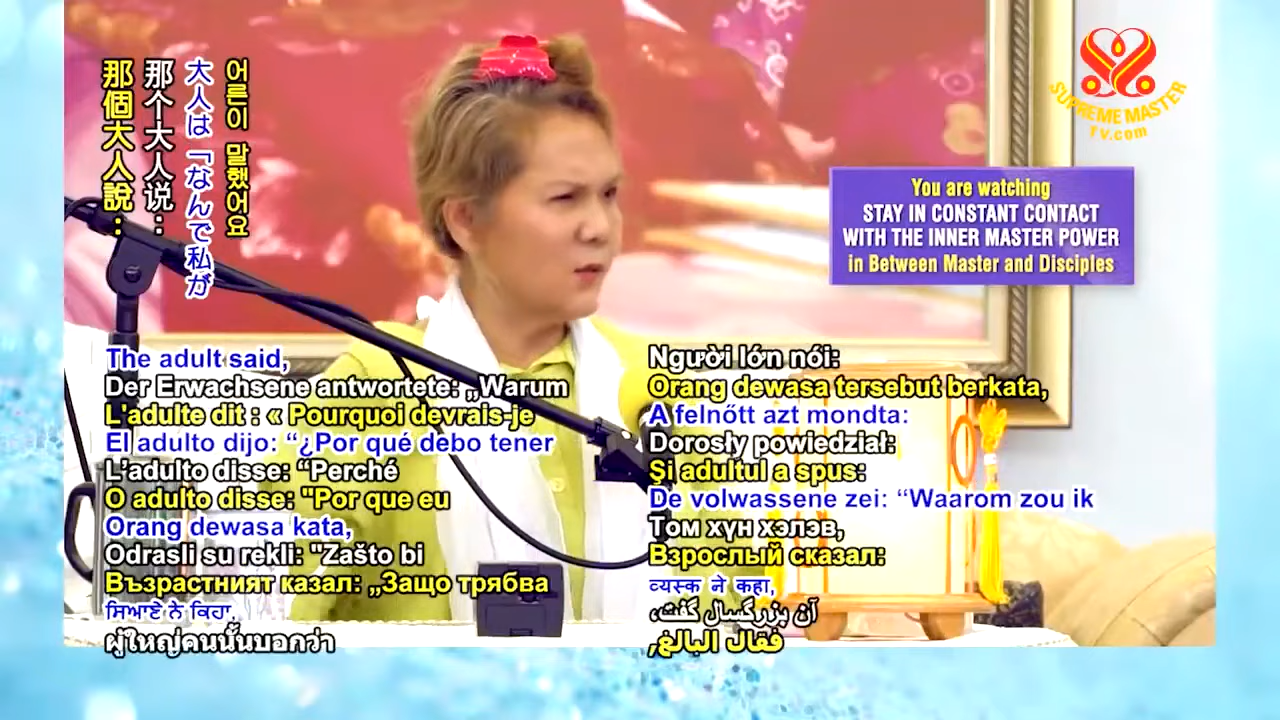 那個大人說：
那个大人说：
大人は「なんで私が
어른이 말했어요
SUPREME MASTER
TV.com
You are watching
STAY IN CONSTANT CONTACT
WITH THE INNER MASTER POWER
in Between Master and Disciples
The adult said,
Der Erwachsene antwortete: „Warum
L'adulte dit : « Pourquoi devrais-je
El adulto dijo: “¿Por qué debo tener
L’adulto disse: “Perché
O adulto disse: "Por que eu
Orang dewasa kata,
Odrasli su rekli: "Zašto bi
Възрастният казал: „Защо трябва
ਸਿਆਣੇ ਨੇ ਕਿਹਾ,
ผู้ใหญ่คนนั้นบอกว่า
Người lớn nói:
Orang dewasa tersebut berkata,
A felnőtt azt mondta:
Dorosły powiedział:
Şi adultul a spus:
De volwassene zei: “Waarom zou ik
Том хүн хэлэв,
Взрослый сказал:
व्यस्क ने कहा,
آن بزرگسال گفت،
فقال البالغ,